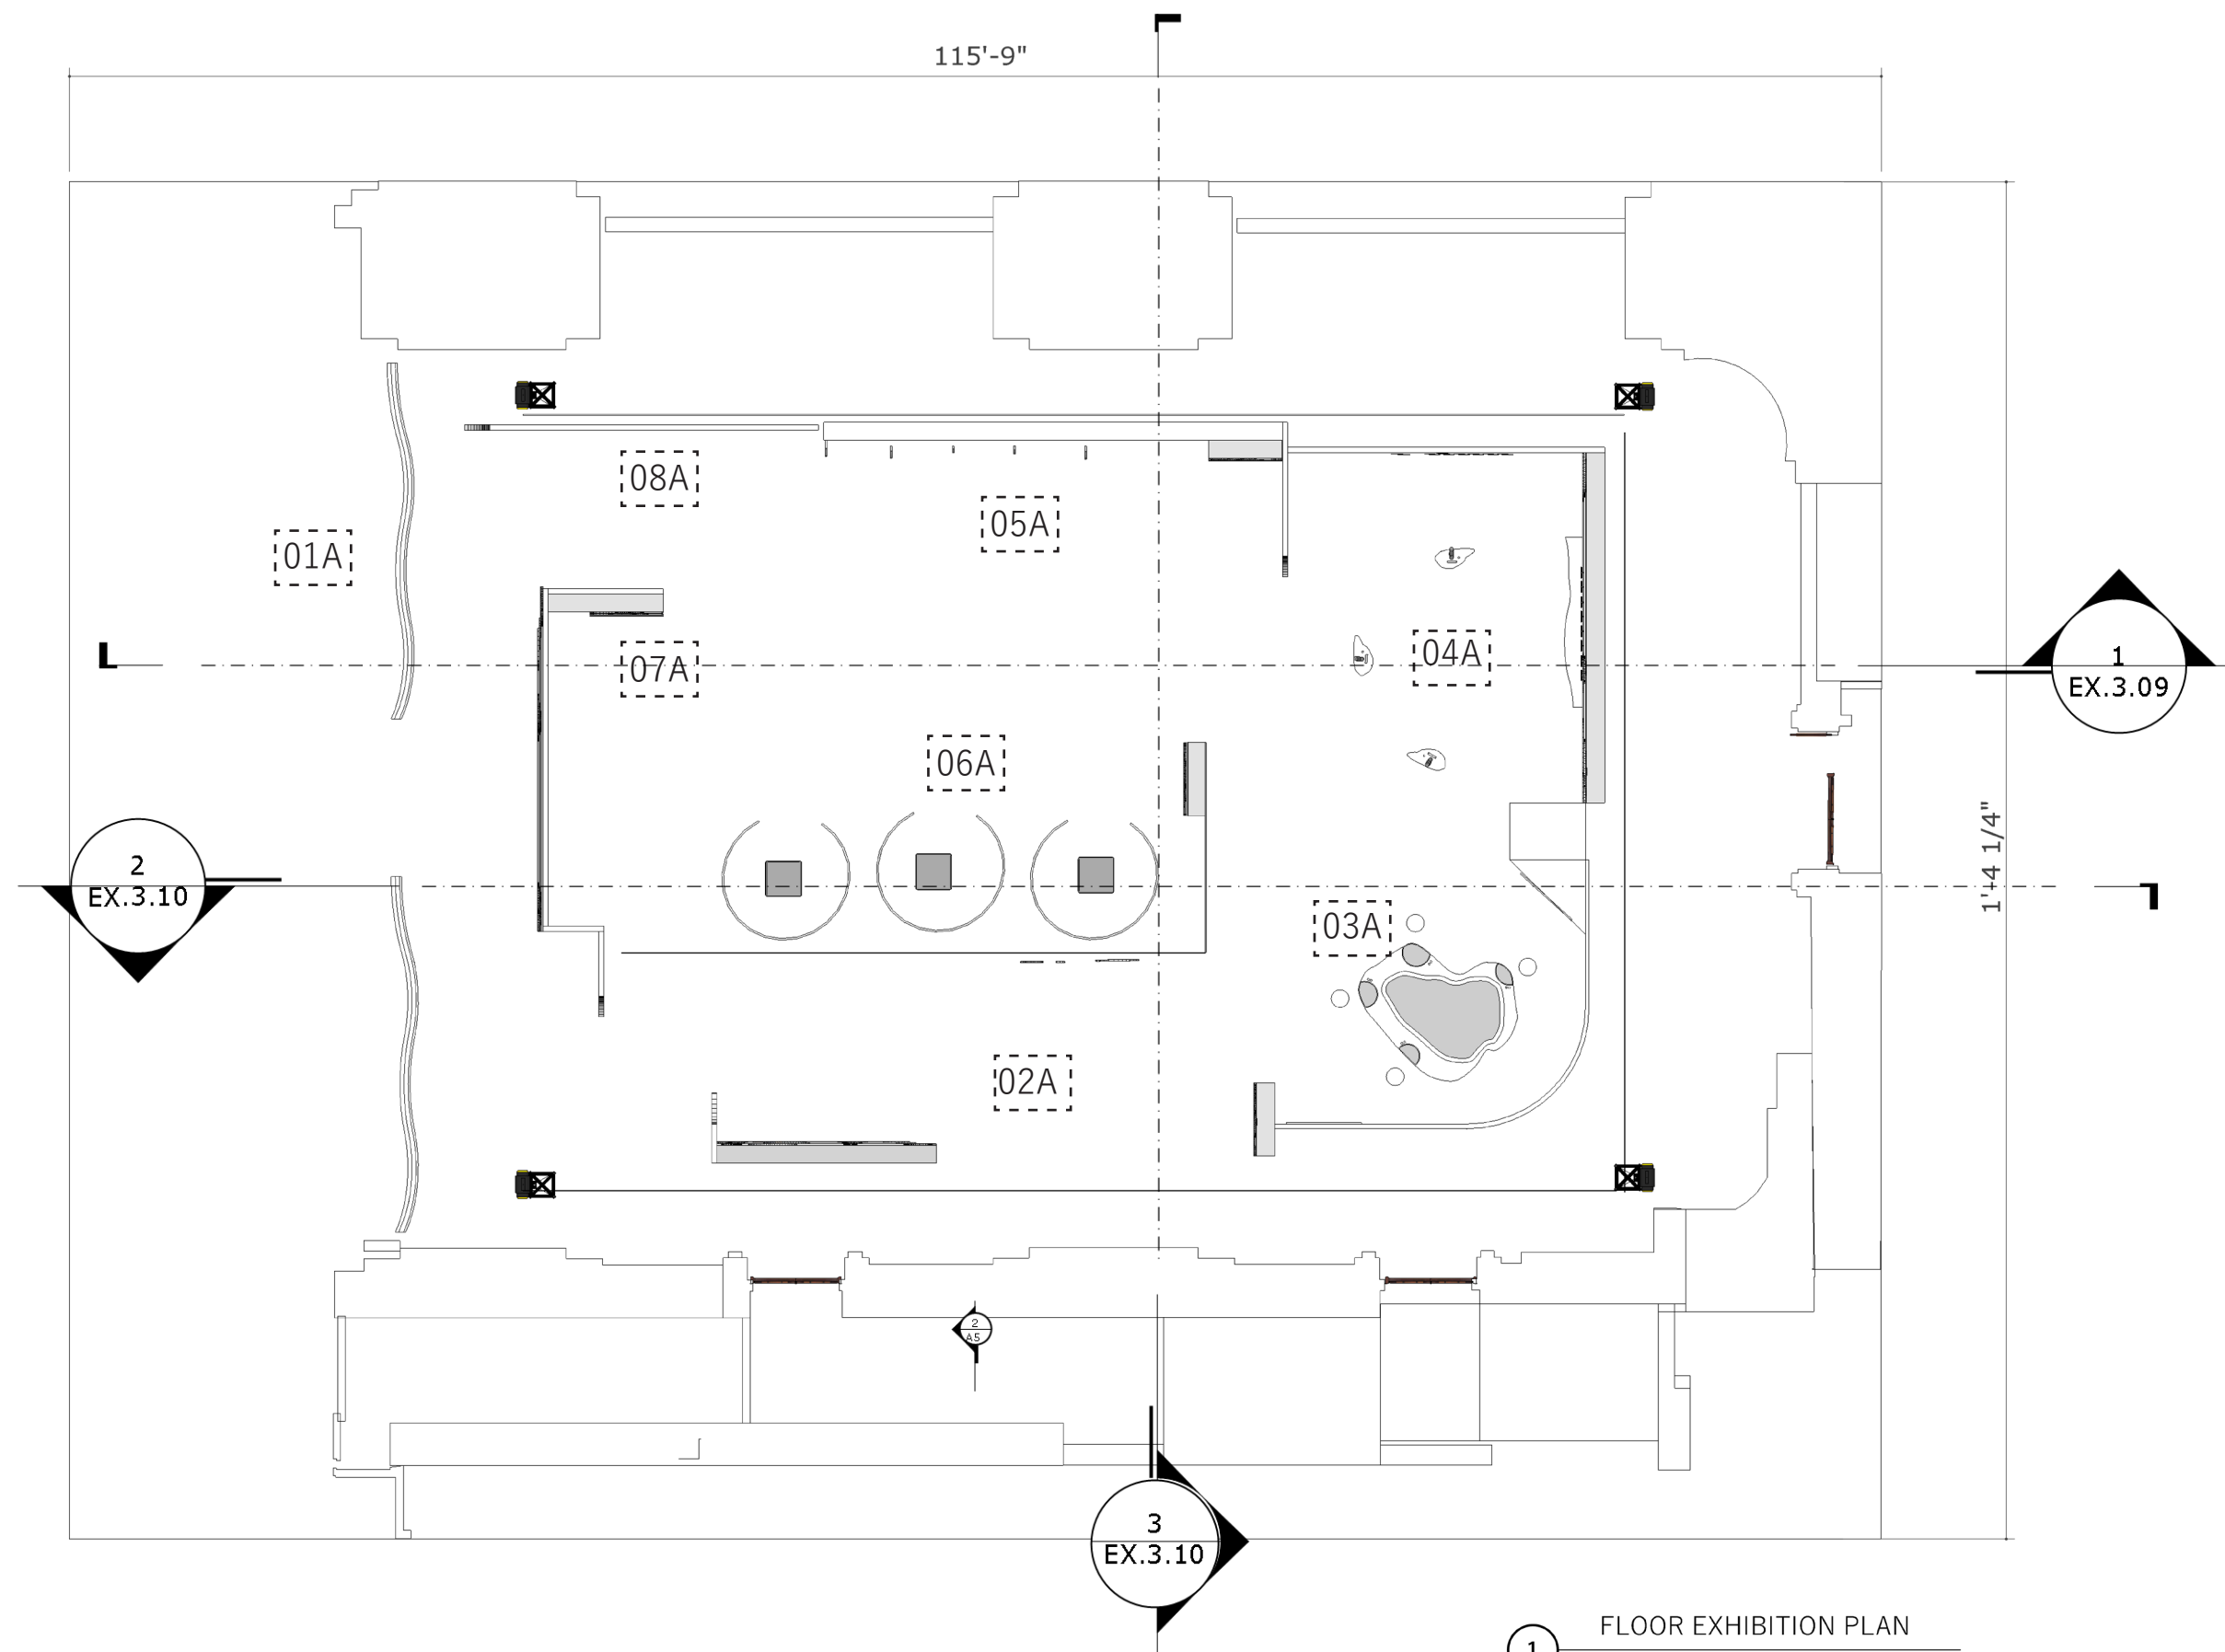 115'-9"
08A
05A
01A
04A
07A
1
EX.3.09
06A
1'-4 1/4"
2
EX.3.10
03A
02A
2
A5
3
EX.3.10
FLOOR EXHIBITION PLAN
1